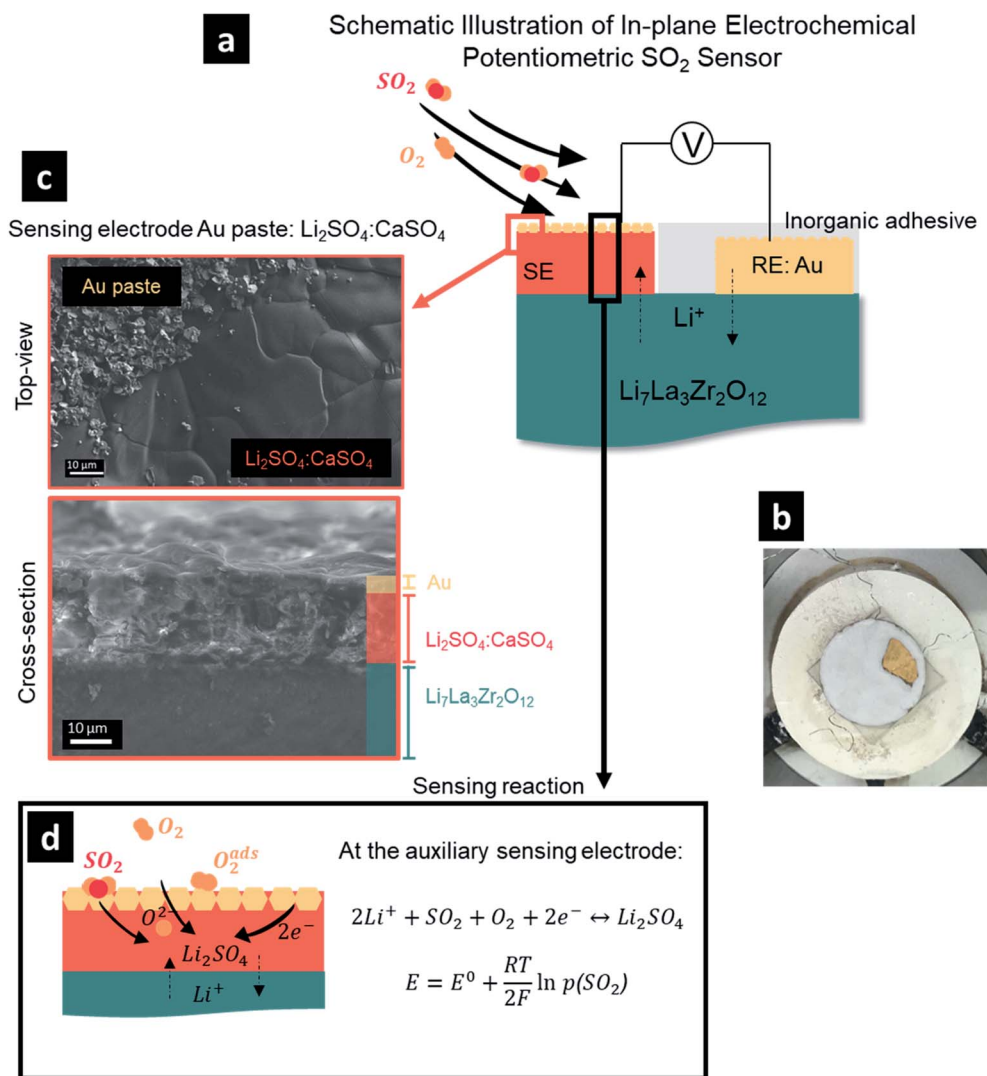 a
Schematic Illustration of In-plane Electrochemical
Potentiometric SO₂ Sensor
SO₂
O₂
V
Inorganic adhesive
SE
RE: Au
Li⁺
Li₇La₃Zr₂O₁₂
c
Sensing electrode Au paste: Li₂SO₄:CaSO₄
Top-view
Au paste
10 µm
Li₂SO₄:CaSO₄
Cross-section
Au
Li₂SO₄:CaSO₄
Li₇La₃Zr₂O₁₂
10 µm
b
Sensing reaction
d
O₂
SO₂
O₂ᵃᵈˢ
O²⁻
2e⁻
Li₂SO₄
Li⁺
At the auxiliary sensing electrode:
2Li⁺ + SO₂ + O₂ + 2e⁻ ↔ Li₂SO₄
E = E⁰ + RT/2F ln p(SO₂)